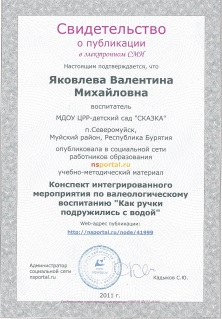 Свидетельство
о публикации
в электронном СМИ
Настоящим подтверждается, что
Яковлева Валентина
Михайловна
воспитатель
МДОУ ЦРР-детский сад "СКАЗКА"
п.Северомуйск,
Муйский район, Республика Бурятия
опубликовала в социальной сети
работников образования
nsportal.ru
учебно-методический материал
Конспект интегрированного
мероприятия по валеологическому
воспитанию "Как ручки
подружились с водой"
Web-адрес публикации:
http://nsportal.ru/node/41999
Администратор
социальной сети
nsportal.ru
Кадыков С.Ю.
2011 г.